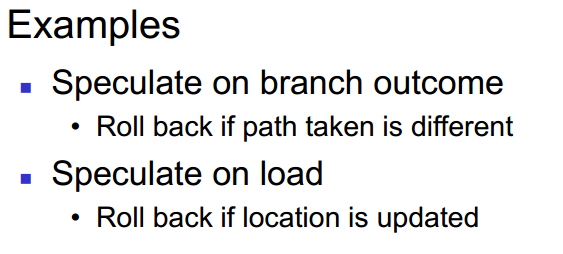 Examples
■ Speculate on branch outcome
• Roll back if path taken is different
■ Speculate on load
• Roll back if location is updated